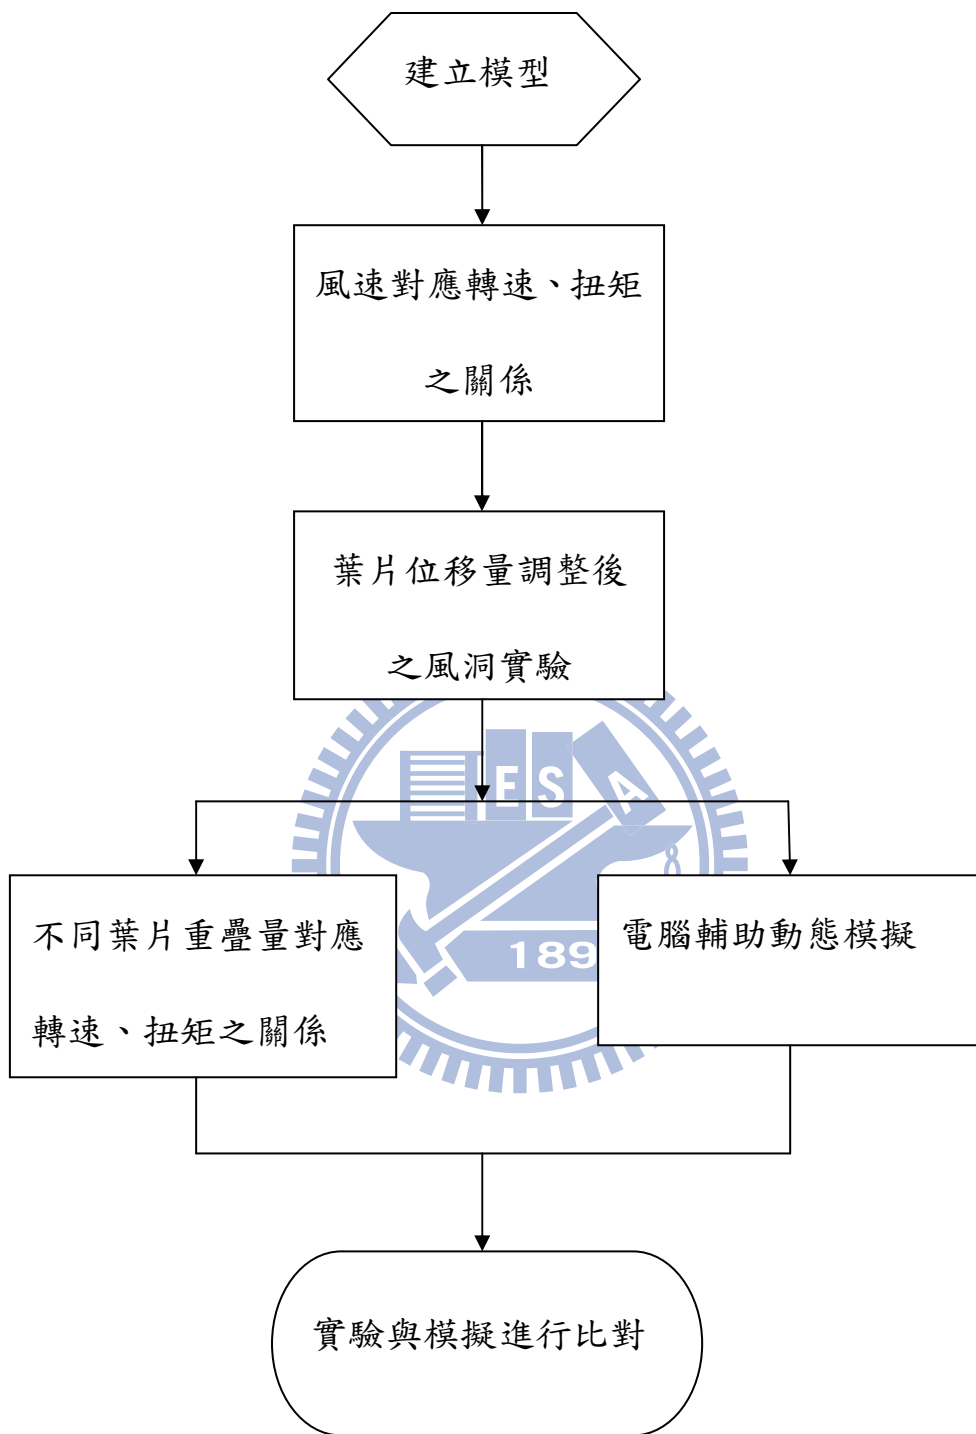 建立模型
風速對應轉速、扭矩
之關係
葉片位移量調整後
之風洞實驗
E S A
不同葉片重疊量對應
轉速、扭矩之關係
電腦輔助動態模擬
189
實驗與模擬進行比對